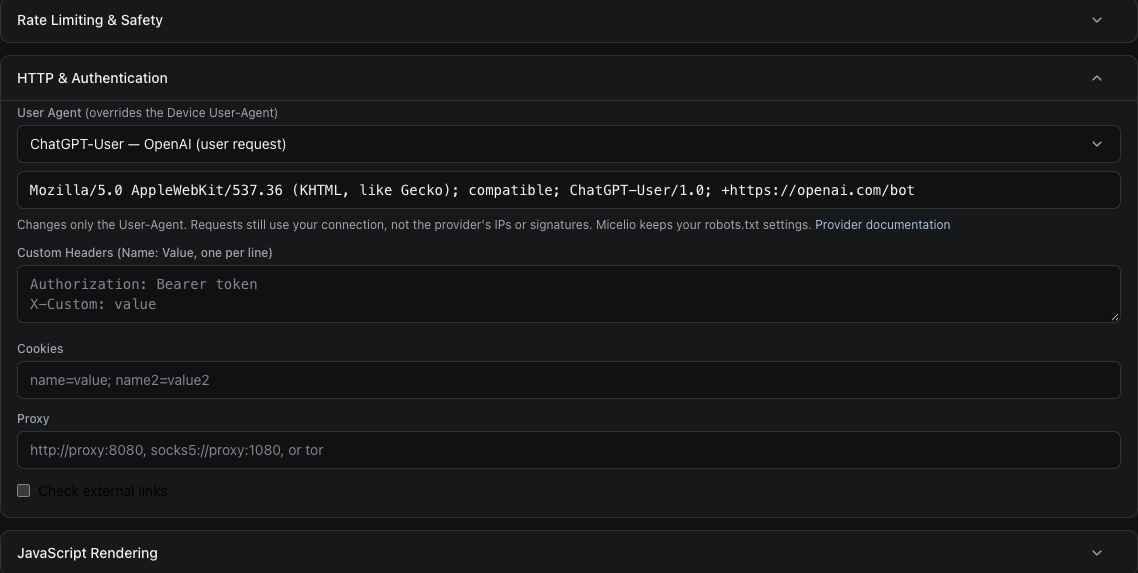 Rate Limiting & Safety
HTTP & Authentication
User Agent (overrides the Device User-Agent)
ChatGPT-User — OpenAI (user request)
Mozilla/5.0 AppleWebKit/537.36 (KHTML, like Gecko); compatible; ChatGPT-User/1.0; +https://openai.com/bot
Changes only the User-Agent. Requests still use your connection, not the provider's IPs or signatures. Micelio keeps your robots.txt settings. Provider documentation
Custom Headers (Name: Value, one per line)
Authorization: Bearer token
X-Custom: value
Cookies
name=value; name2=value2
Proxy
http://proxy:8080, socks5://proxy:1080, or tor
Check external links
JavaScript Rendering